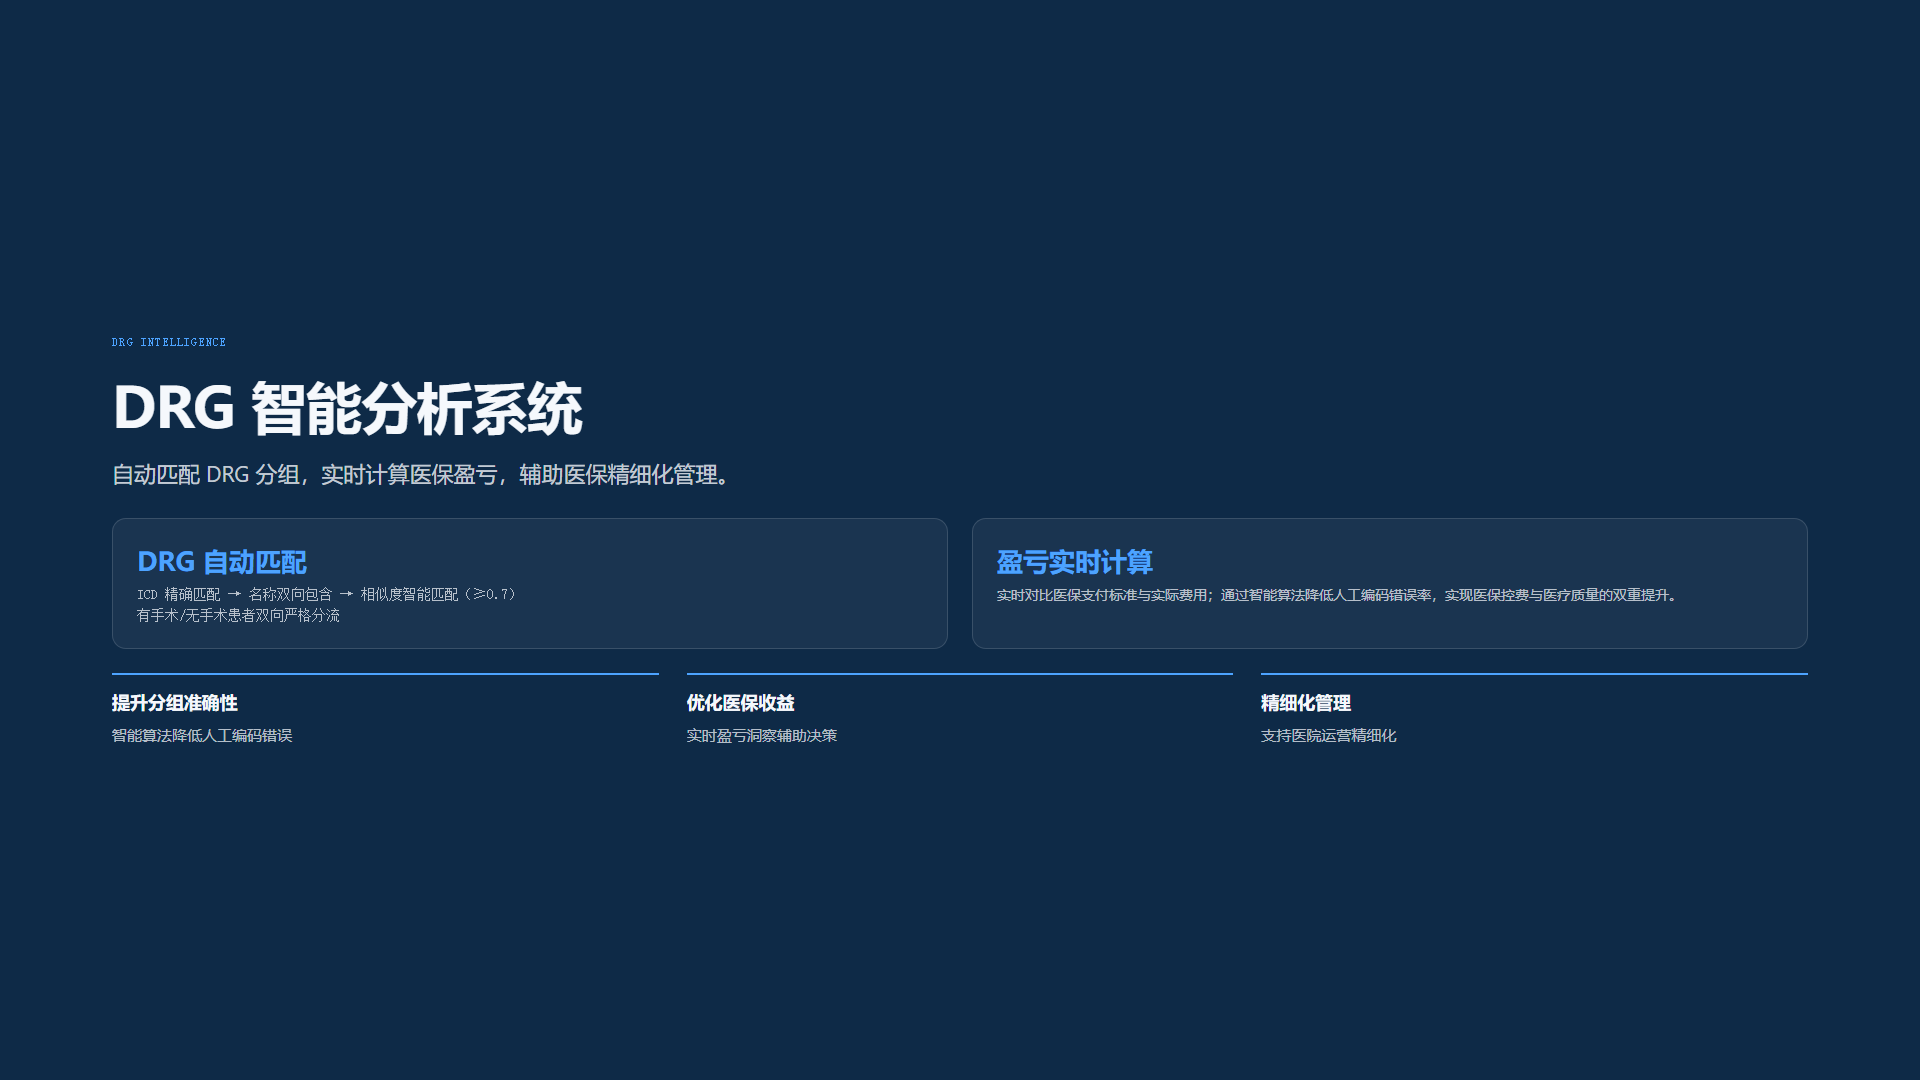 DRG INTELLIGENCE
DRG 智能分析系统
自动匹配 DRG 分组，实时计算医保盈亏，辅助医保精细化管理。
DRG 自动匹配
ICD 精确匹配 → 名称双向包含 → 相似度智能匹配（≥0.7）
有手术/无手术患者双向严格分流
盈亏实时计算
实时对比医保支付标准与实际费用；通过智能算法降低人工编码错误率，实现医保控费与医疗质量的双重提升。
提升分组准确性
智能算法降低人工编码错误
优化医保收益
实时盈亏洞察辅助决策
精细化管理
支持医院运营精细化